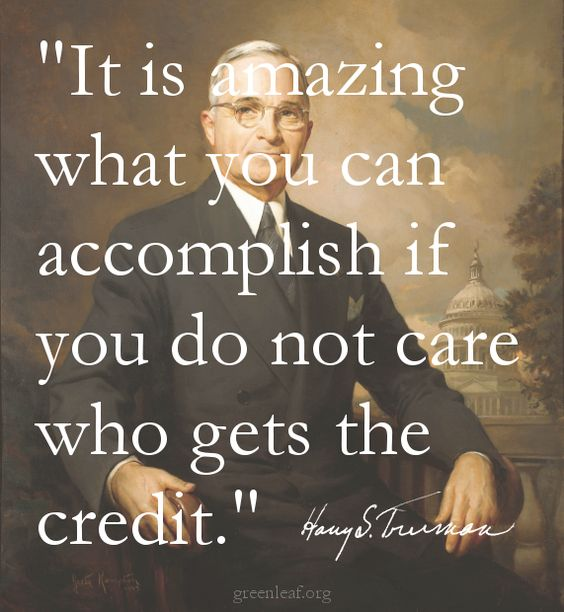 "It is amazing
what you can
accomplish if
you do not care
who gets the
credit."
Harry S. Truman
greenleaf.org